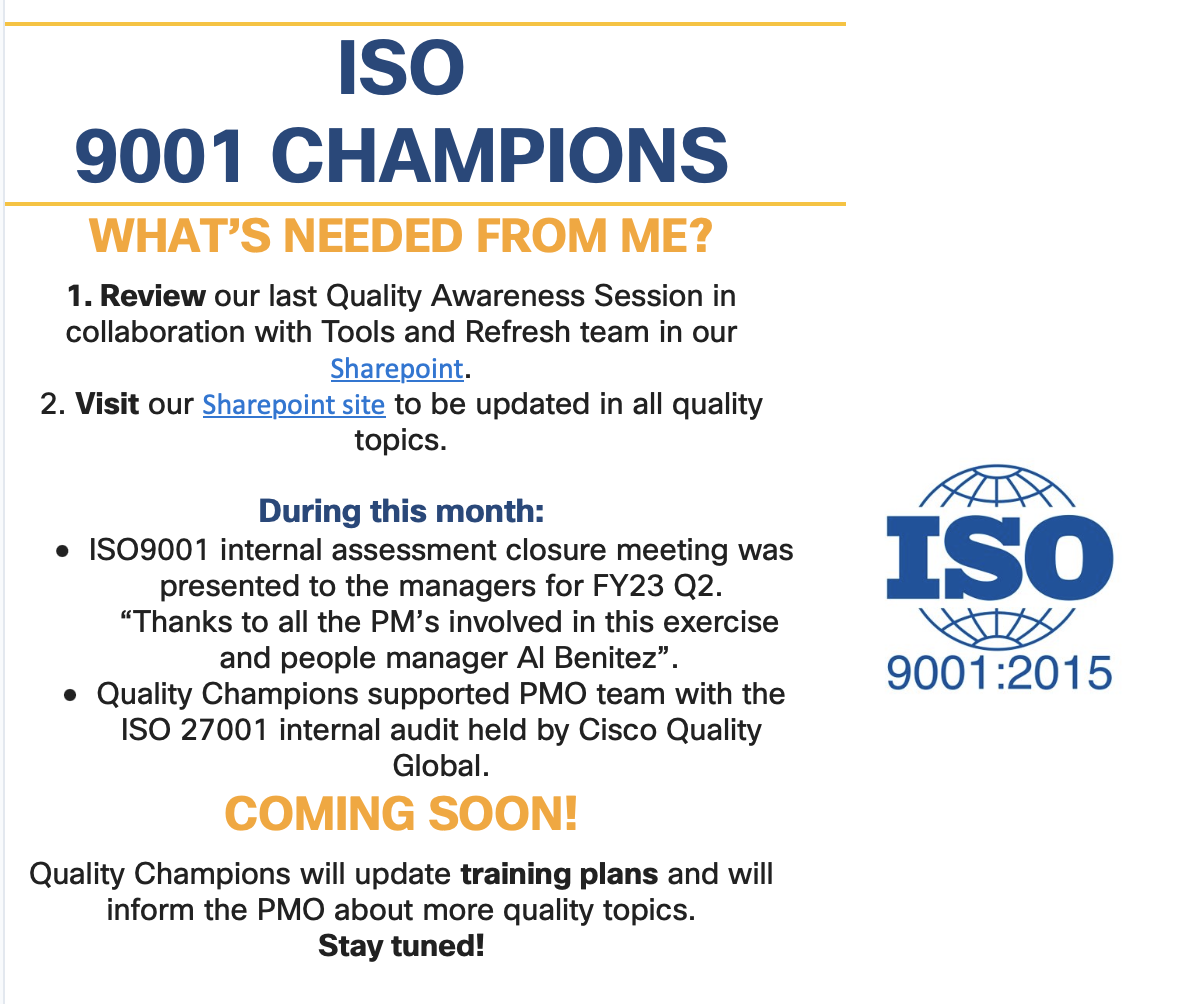 ISO
9001 CHAMPIONS
WHAT’S NEEDED FROM ME?
1. Review our last Quality Awareness Session in
collaboration with Tools and Refresh team in our
Sharepoint.
2. Visit our Sharepoint site to be updated in all quality
topics.
During this month:
• ISO9001 internal assessment closure meeting was
presented to the managers for FY23 Q2.
“Thanks to all the PM’s involved in this exercise
and people manager Al Benitez”.
• Quality Champions supported PMO team with the
ISO 27001 internal audit held by Cisco Quality
Global.
COMING SOON!
Quality Champions will update training plans and will
inform the PMO about more quality topics.
Stay tuned!
ISO
9001:2015